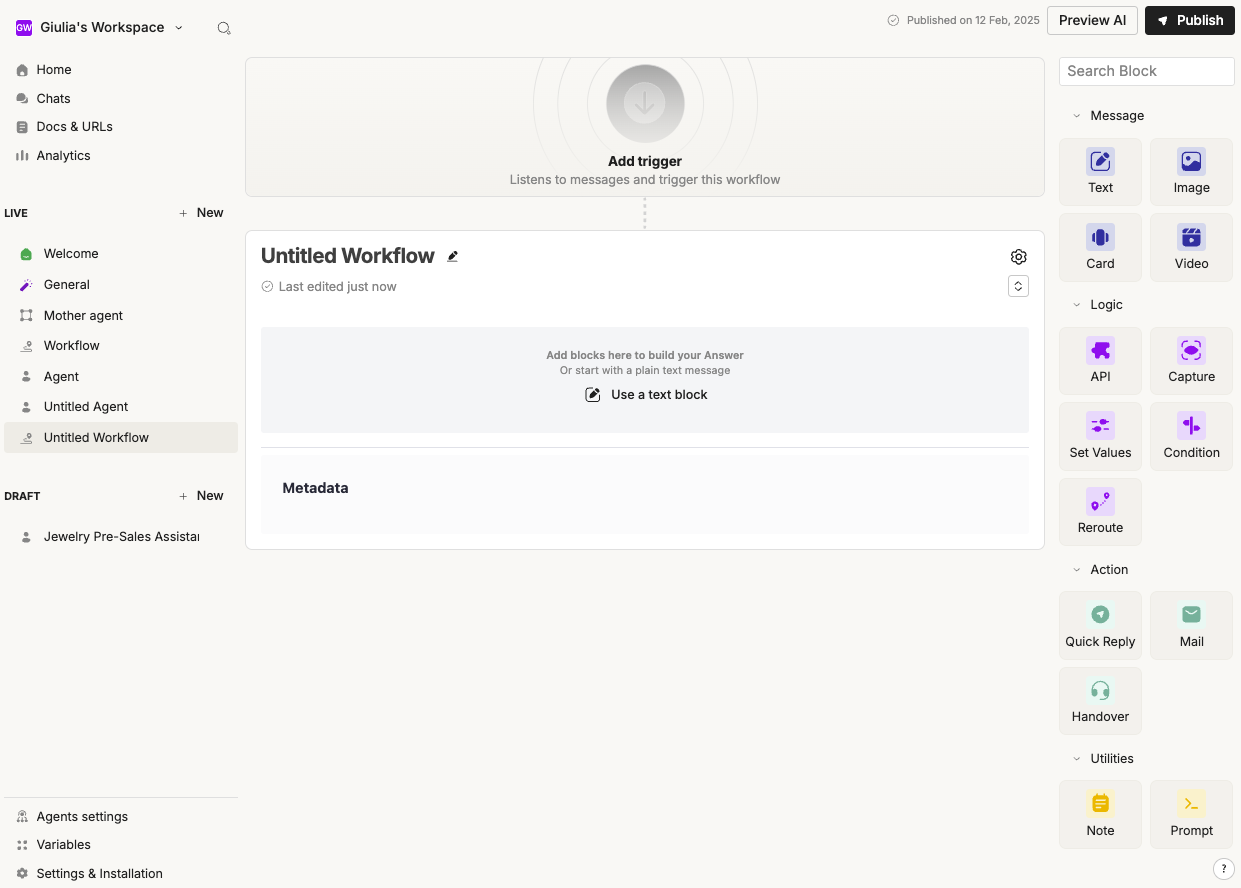 GW Giulia's Workspace
Published on 12 Feb, 2025
Preview AI
Publish
Home
Chats
Docs & URLs
Analytics
LIVE
+ New
Welcome
General
Mother agent
Workflow
Agent
Untitled Agent
Untitled Workflow
DRAFT
+ New
Jewelry Pre-Sales Assistan
Agents settings
Variables
Settings & Installation
Add trigger
Listens to messages and trigger this workflow
Untitled Workflow
Last edited just now
Add blocks here to build your Answer
Or start with a plain text message
Use a text block
Metadata
Search Block
Message
Text
Image
Card
Video
Logic
API
Capture
Set Values
Condition
Reroute
Action
Quick Reply
Mail
Handover
Utilities
Note
Prompt
?